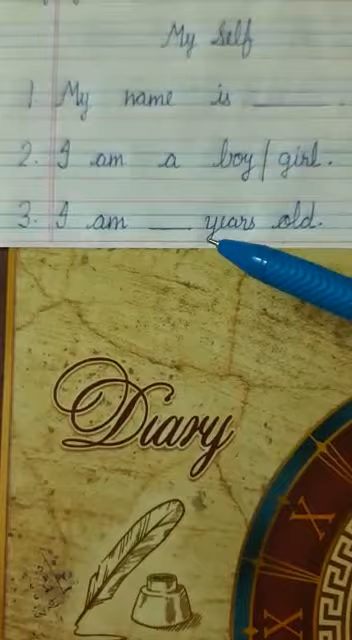 My Self
1. My name is ______.
2. I am a boy/girl.
3. I am ___ years old.
Diary
X
X